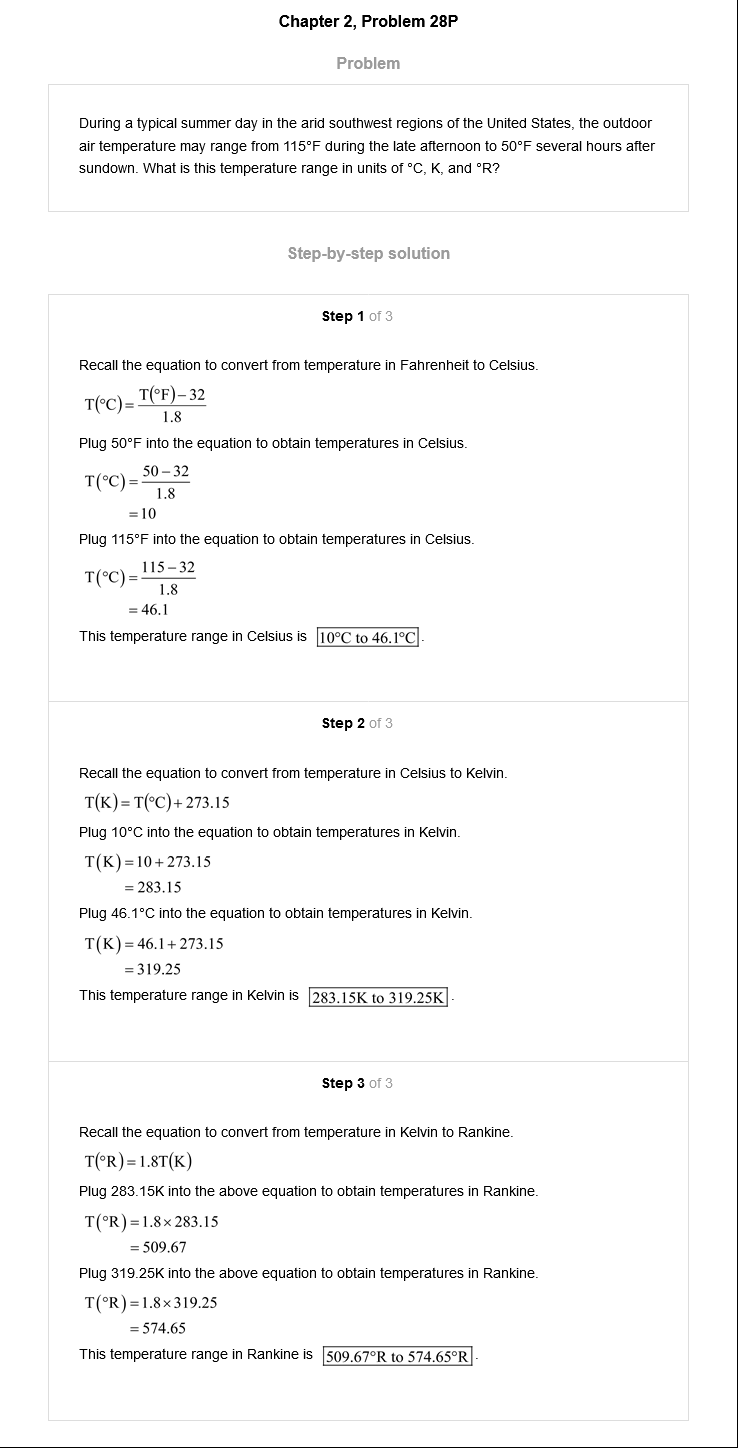 Chapter 2, Problem 28P
Problem
During a typical summer day in the arid southwest regions of the United States, the outdoor
air temperature may range from 115°F during the late afternoon to 50°F several hours after
sundown. What is this temperature range in units of °C, K, and °R?
Step-by-step solution
Step 1 of 3
Recall the equation to convert from temperature in Fahrenheit to Celsius.
T(°C) = T(°F) – 32 / 1.8
Plug 50°F into the equation to obtain temperatures in Celsius.
T(°C) = 50 – 32 / 1.8
= 10
Plug 115°F into the equation to obtain temperatures in Celsius.
T(°C) = 115 – 32 / 1.8
= 46.1
This temperature range in Celsius is 10°C to 46.1°C.
Step 2 of 3
Recall the equation to convert from temperature in Celsius to Kelvin.
T(K) = T(°C) + 273.15
Plug 10°C into the equation to obtain temperatures in Kelvin.
T(K) = 10 + 273.15
= 283.15
Plug 46.1°C into the equation to obtain temperatures in Kelvin.
T(K) = 46.1 + 273.15
= 319.25
This temperature range in Kelvin is 283.15K to 319.25K.
Step 3 of 3
Recall the equation to convert from temperature in Kelvin to Rankine.
T(°R) = 1.8T(K)
Plug 283.15K into the above equation to obtain temperatures in Rankine.
T(°R) = 1.8 × 283.15
= 509.67
Plug 319.25K into the above equation to obtain temperatures in Rankine.
T(°R) = 1.8 × 319.25
= 574.65
This temperature range in Rankine is 509.67°R to 574.65°R.